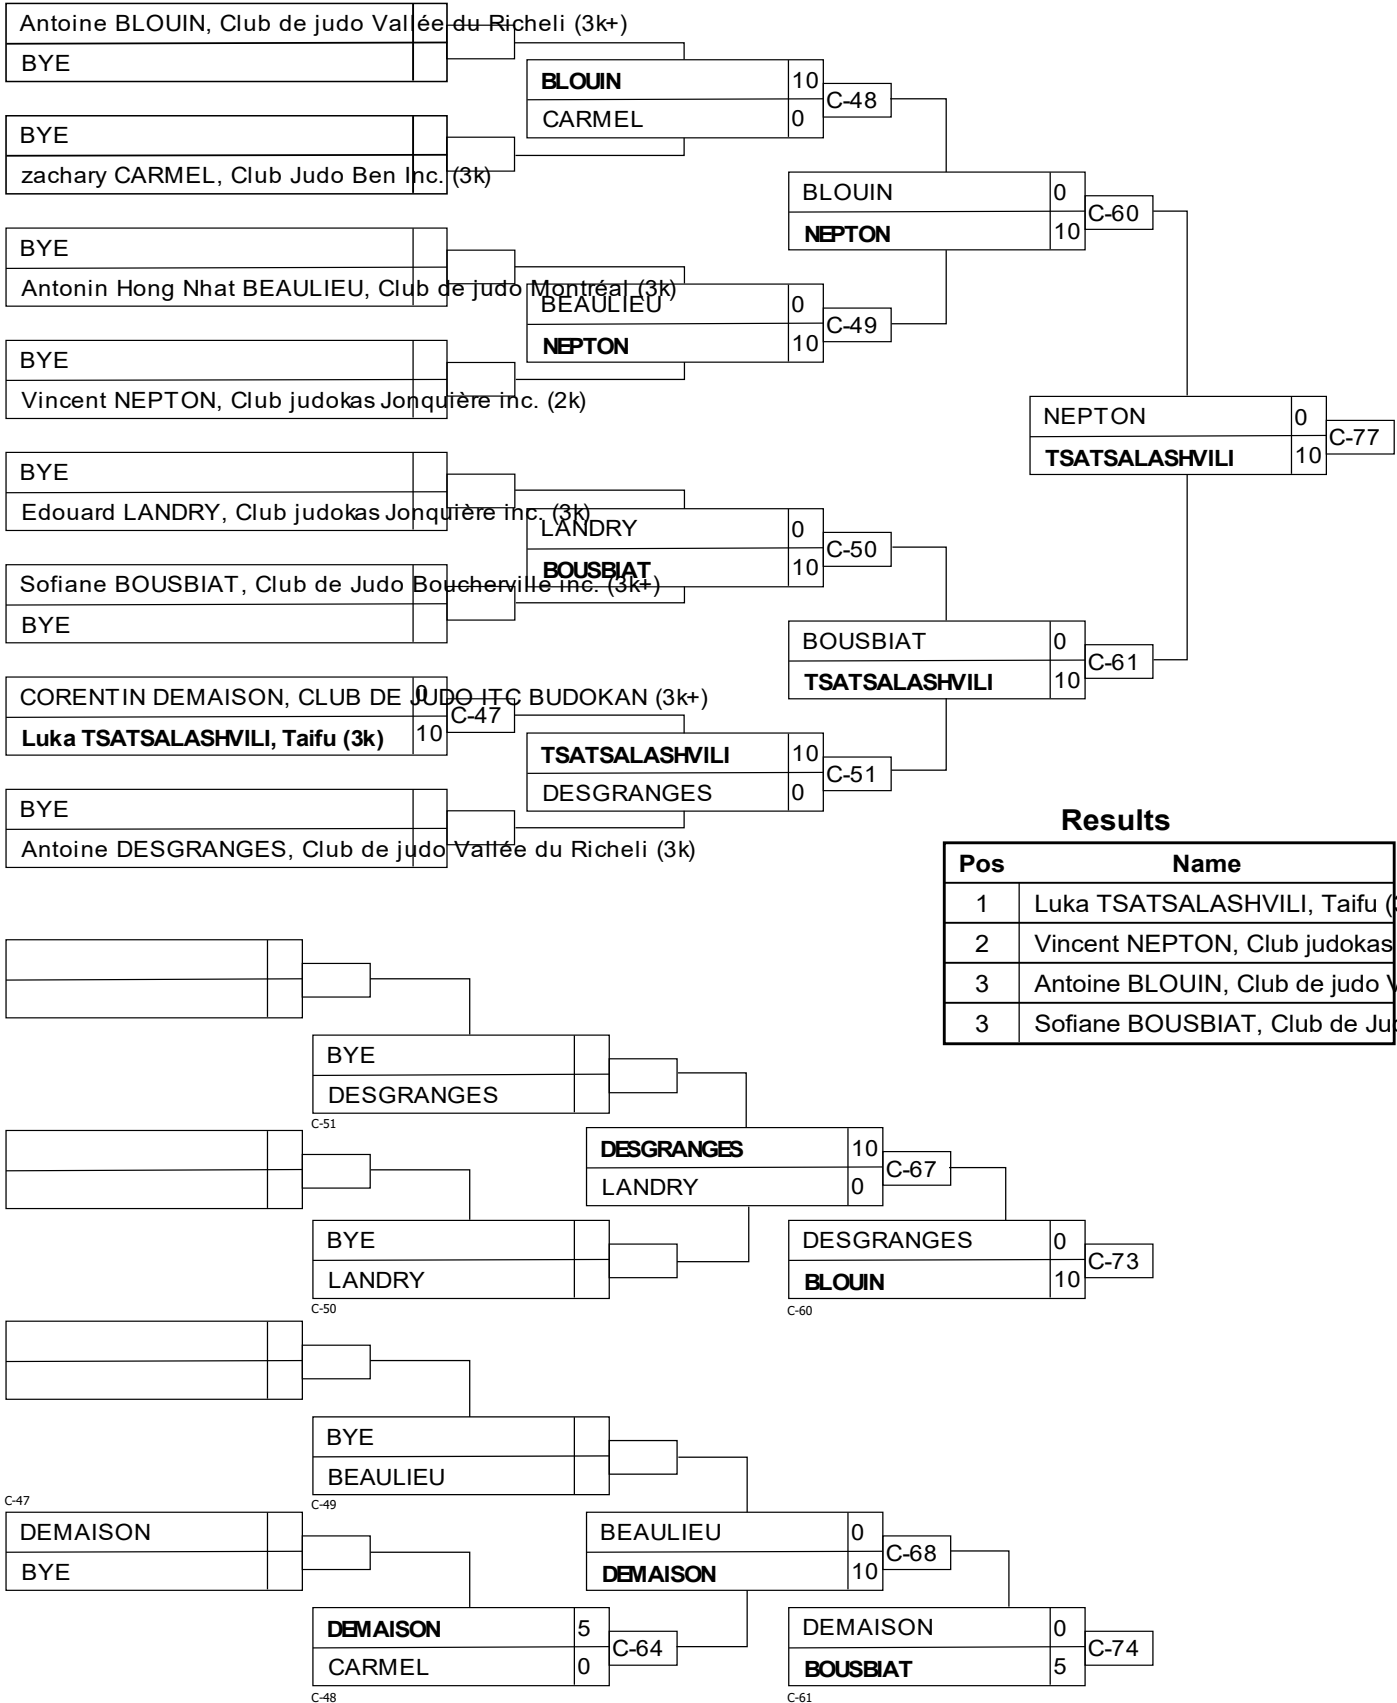 Antoine BLOUIN, Club de judo Vallée du Richeli (3k+)
BYE
BLOUIN 10
CARMEL 0
C-48
BYE
zachary CARMEL, Club Judo Ben Inc. (3k)
BLOUIN 0
NEPTON 10
C-60
BYE
Antonin Hong Nhat BEAULIEU, Club de judo Montréal (3k)
BEAULIEU 0
NEPTON 10
C-49
BYE
Vincent NEPTON, Club judokas Jonquière inc. (2k)
NEPTON 0
TSATSALASHVILI 10
C-77
BYE
Edouard LANDRY, Club judokas Jonquière inc. (3k)
LANDRY 0
BOUSBIAT 10
C-50
Sofiane BOUSBIAT, Club de Judo Boucherville inc. (3k+)
BYE
BOUSBIAT 0
TSATSALASHVILI 10
C-61
CORENTIN DEMAISON, CLUB DE JUDO ITC BUDOKAN (3k+) 0
Luka TSATSALASHVILI, Taifu (3k) 10
C-47
TSATSALASHVILI 10
DESGRANGES 0
C-51
BYE
Antoine DESGRANGES, Club de judo Vallée du Richeli (3k)
Results
Pos Name
1 Luka TSATSALASHVILI, Taifu (
2 Vincent NEPTON, Club judokas
3 Antoine BLOUIN, Club de judo
3 Sofiane BOUSBIAT, Club de
BYE
DESGRANGES
C-51
DESGRANGES 10
LANDRY 0
C-67
BYE
LANDRY
C-50
DESGRANGES 0
BLOUIN 10
C-73
C-60
BYE
BEAULIEU
C-49
C-47
DEMAISON
BYE
BEAULIEU 0
DEMAISON 10
C-68
DEMAISON 5
CARMEL 0
C-64
C-48
DEMAISON 0
BOUSBIAT 5
C-74
C-61